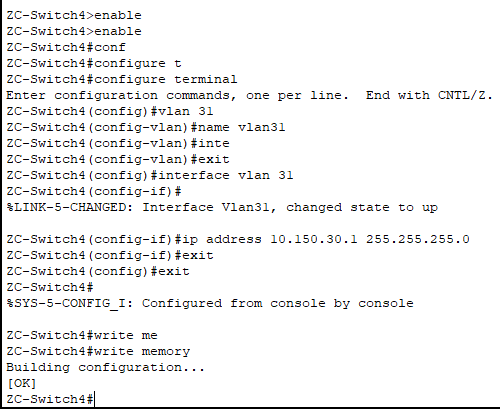 ZC-Switch4>enable
ZC-Switch4>enable
ZC-Switch4#conf
ZC-Switch4#configure t
ZC-Switch4#configure terminal
Enter configuration commands, one per line.  End with CNTL/Z.
ZC-Switch4(config)#vlan 31
ZC-Switch4(config-vlan)#name vlan31
ZC-Switch4(config-vlan)#inte
ZC-Switch4(config-vlan)#exit
ZC-Switch4(config)#interface vlan 31
ZC-Switch4(config-if)#
%LINK-5-CHANGED: Interface Vlan31, changed state to up

ZC-Switch4(config-if)#ip address 10.150.30.1 255.255.255.0
ZC-Switch4(config-if)#exit
ZC-Switch4(config)#exit
ZC-Switch4#
%SYS-5-CONFIG_I: Configured from console by console

ZC-Switch4#write me
ZC-Switch4#write memory
Building configuration...
[OK]
ZC-Switch4#